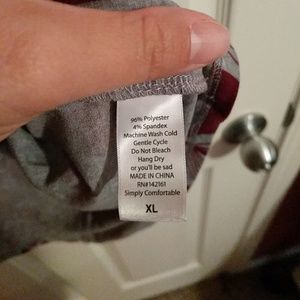 96% Polyester
4% Spandex
Machine Wash Cold
Gentle Cycle
Do Not Bleach
Hang Dry
or you'll be sad
MADE IN CHINA
RN#142161
Simply Comfortable
XL